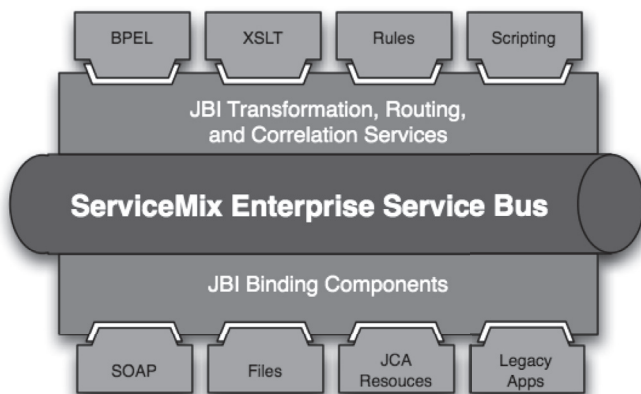 BPEL
XSLT
Rules
Scripting
JBI Transformation, Routing,
and Correlation Services
ServiceMix Enterprise Service Bus
JBI Binding Components
SOAP
Files
JCA
Resouces
Legacy
Apps